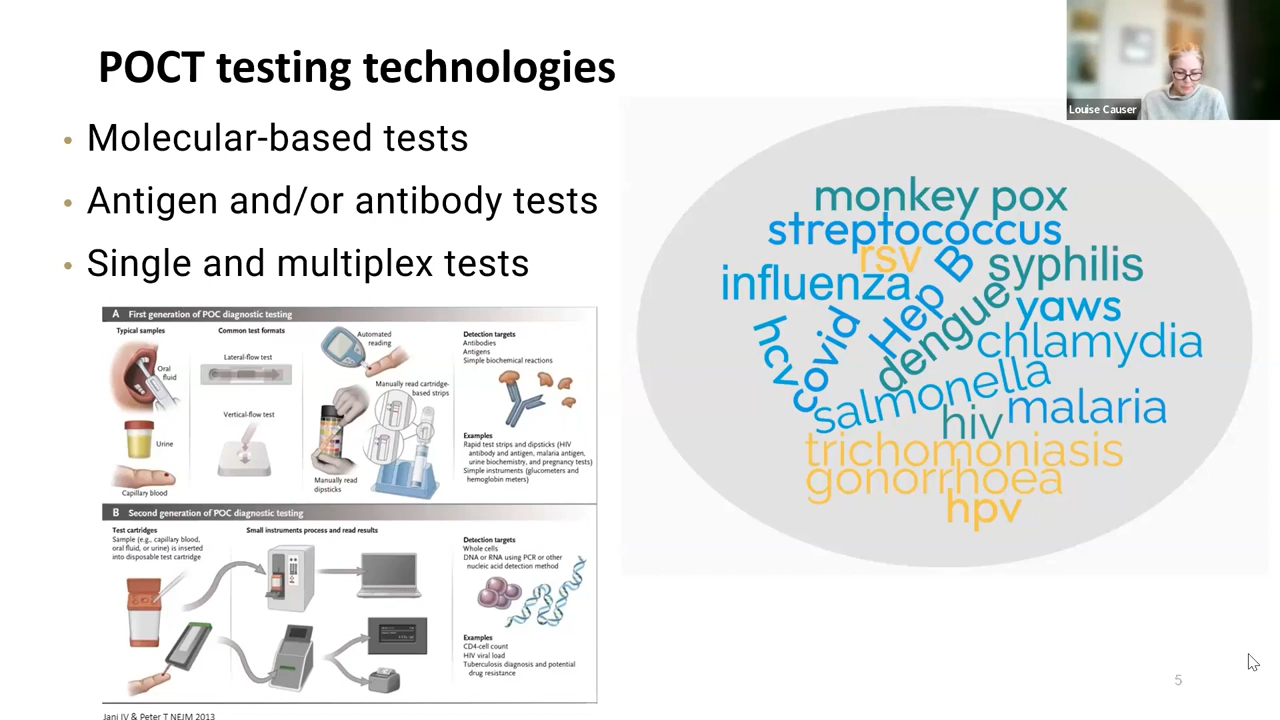 POCT testing technologies
Louise Causer
• Molecular-based tests
• Antigen and/or antibody tests
• Single and multiplex tests
A First generation of POC diagnostic testing
Typical samples
Oral
fluid
Urine
Capillary blood
Common test formats
Lateral-flow test
Vertical-flow test
Automated
reading
Manually read cartridge-
based strips
Manually read
dipsticks
Detection targets
Antibodies
Antigens
Simple biochemical reactions
Examples
Rapid test strips and dipsticks (HIV
antibody and antigen, malaria antigen,
urine biochemistry, and pregnancy tests)
Simple instruments (glucometers and
hemoglobin meters)
B Second generation of POC diagnostic testing
Test cartridges
Sample (e.g., capillary blood,
oral fluid, or urine) is inserted
into disposable test cartridge
Small instruments process and read results
Detection targets
Whole cells
DNA or RNA using PCR or other
nucleic acid detection method
Examples
CD4-cell count
HIV viral load
Tuberculosis diagnosis and potential
drug resistance
Jani IV & Peter T NEJM 2013
monkey pox
streptococcus
rsv
influenza
Hep B
syphilis
dengue
yaws
hcv
covid
chlamydia
salmonella
hiv
malaria
trichomoniasis
gonorrhoea
hpv
5